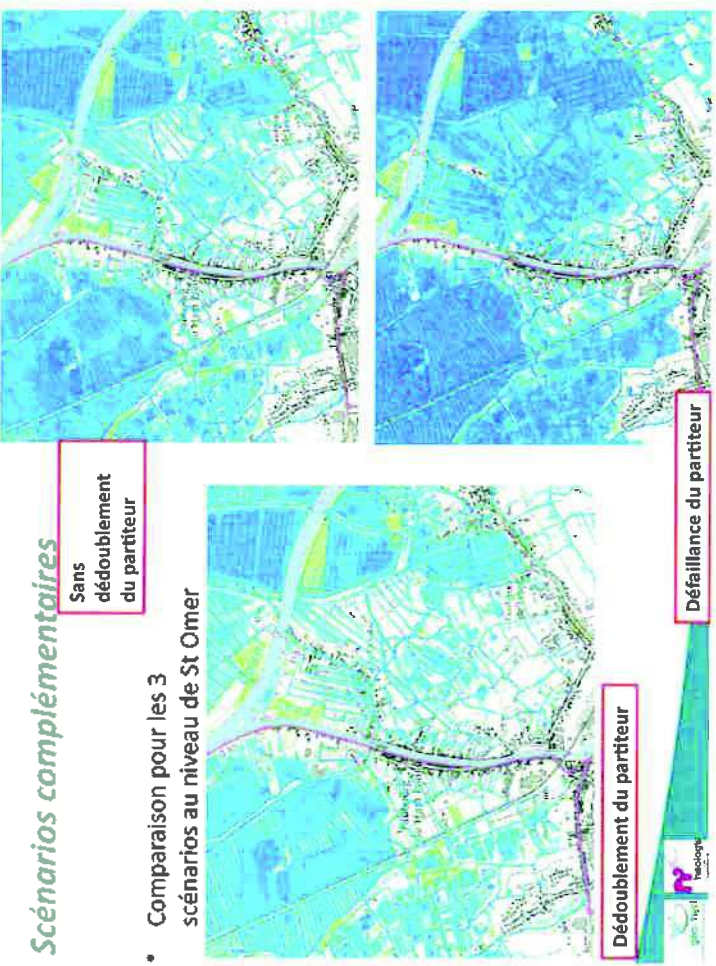 Scénarios complémentaires
• Comparaison pour les 3
scénarios au niveau de St Omer
Sans
dédoublement
du partiteur
Dédoublement du partiteur
Défaillance du partiteur